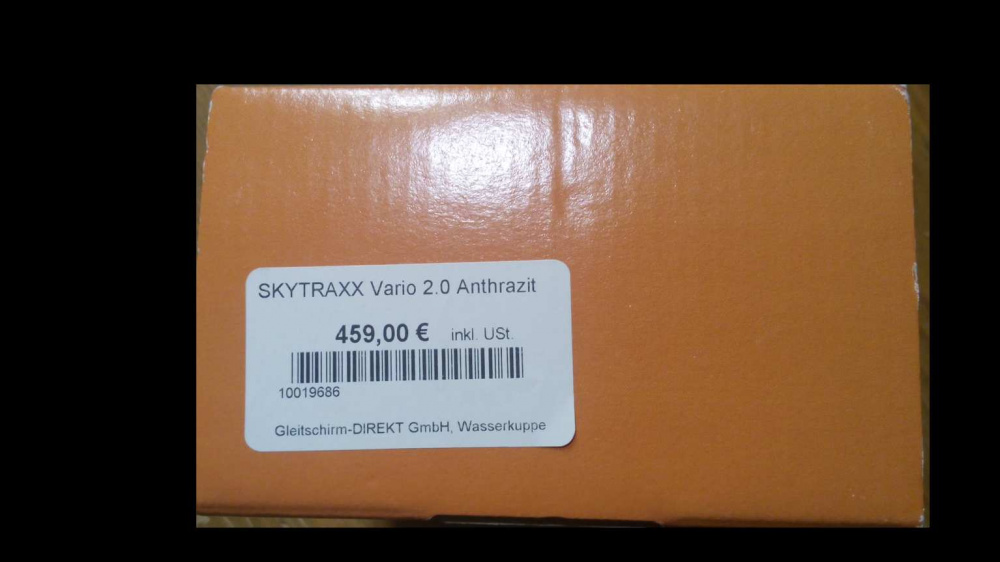 SKYTRAXX Vario 2.0 Anthrazit
459,00 € inkl. USt.
10019686
Gleitschirm-DIREKT GmbH, Wasserkuppe